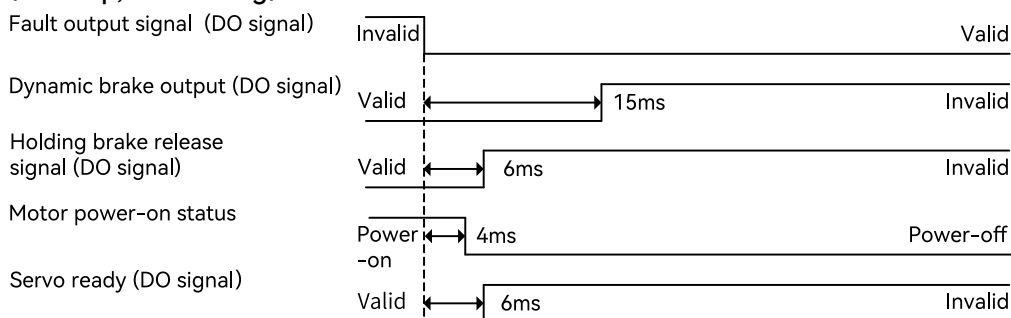 Fault output signal (DO signal)
Invalid
Valid
Dynamic brake output (DO signal)
Valid
15ms
Invalid
Holding brake release
signal (DO signal)
Valid
6ms
Invalid
Motor power-on status
Power
-on
4ms
Power-off
Servo ready (DO signal)
Valid
6ms
Invalid